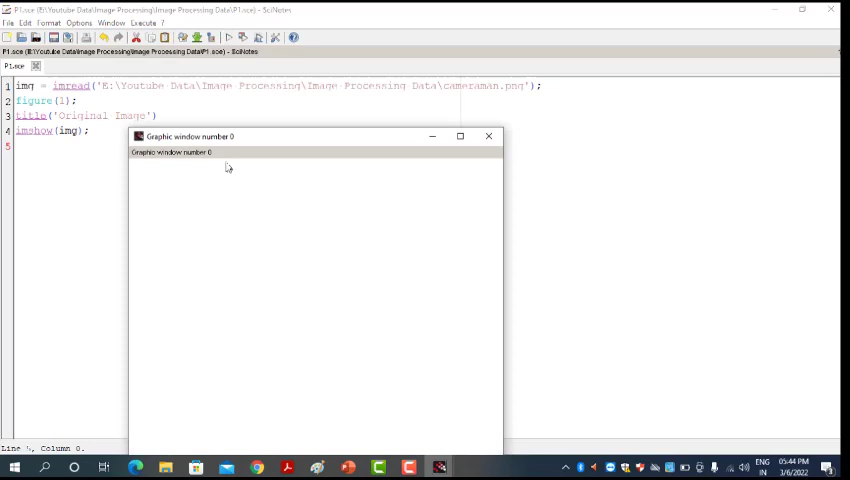 P1.sce (E:\Youtube Data\Image Processing\Image Processing Data\P1.sce) - SciNotes
File Edit Format Options Window Execute ?
P1.sce (E:\Youtube Data\Image Processing\Image Processing Data\P1.sce) - SciNotes
P1.sce
1 img = imread('E:\Youtube Data\Image Processing\Image Processing Data\cameraman.png');
2 figure(1);
3 title('Original Image')
4 imshow(img);
5
Graphic window number 0
Graphic window number 0
Line 5, Column 0.
ENG
IN
05:44 PM
3/6/2022
3